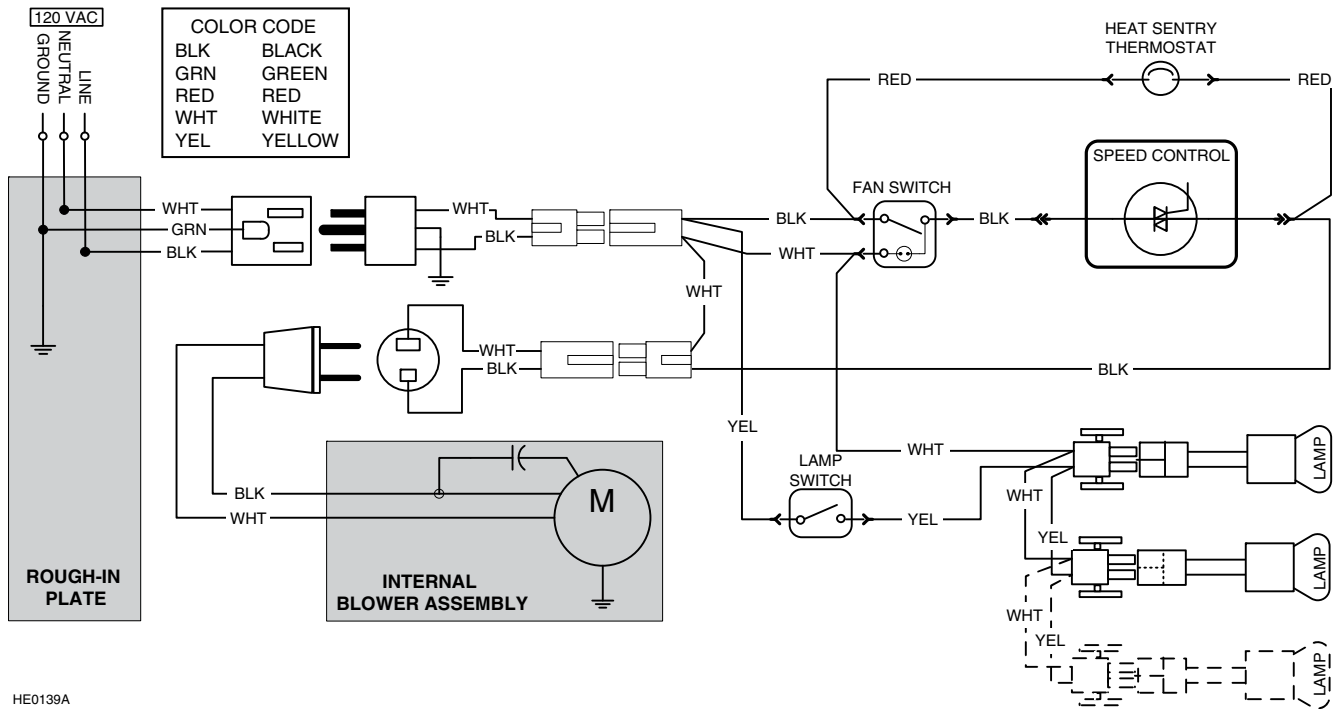 120 VAC
GROUND
NEUTRAL
LINE
COLOR CODE
BLK BLACK
GRN GREEN
RED RED
WHT WHITE
YEL YELLOW
HEAT SENTRY
THERMOSTAT
RED
RED
SPEED CONTROL
FAN SWITCH
WHT
GRN
BLK
WHT
BLK
BLK
BLK
WHT
WHT
WHT
BLK
BLK
YEL
WHT
LAMP
SWITCH
YEL
LAMP
WHT
YEL
LAMP
WHT
YEL
LAMP
BLK
WHT
M
INTERNAL
BLOWER ASSEMBLY
ROUGH-IN
PLATE
HE0139A